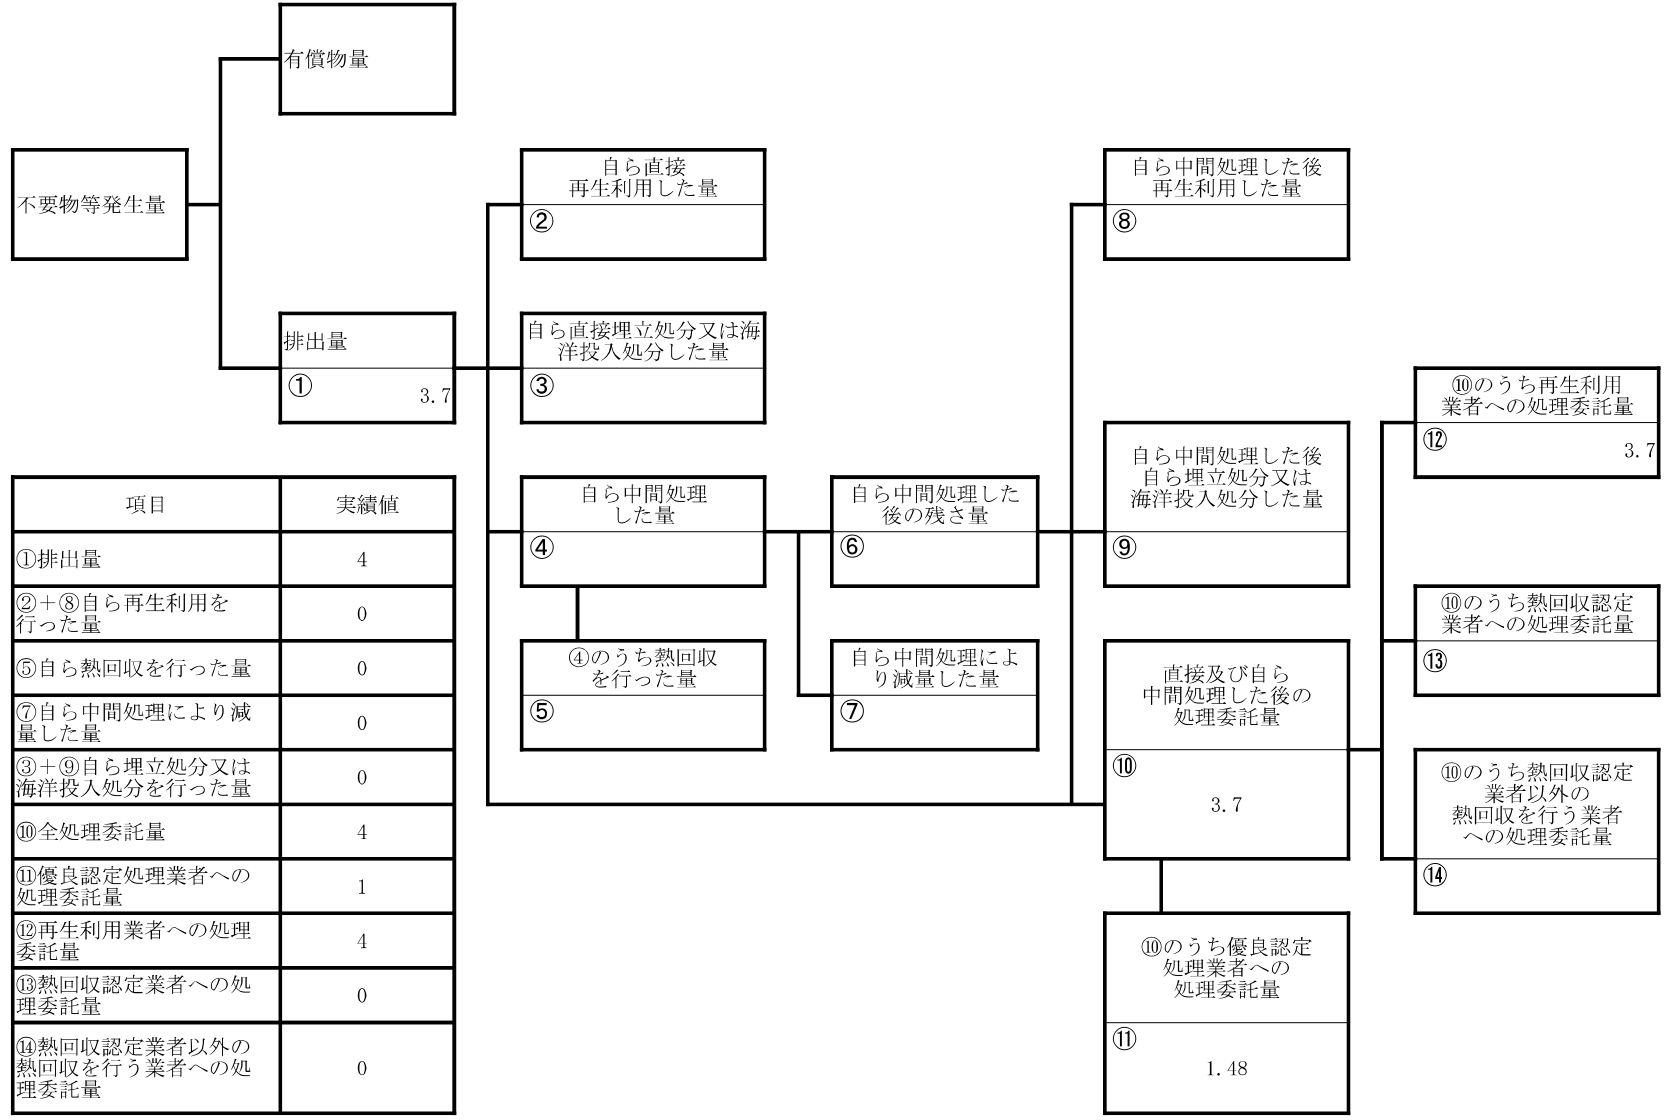 有償物量
不要物等発生量
排出量
①
3.7
自ら直接
再生利用した量
②
自ら直接埋立処分又は海
洋投入処分した量
③
自ら中間処理
した量
④
④のうち熱回収
を行った量
⑤
自ら中間処理した
後の残さ量
⑥
自ら中間処理によ
り減量した量
⑦
自ら中間処理した後
再生利用した量
⑧
自ら中間処理した後
自ら埋立処分又は
海洋投入処分した量
⑨
直接及び自ら
中間処理した後の
処理委託量
⑩
3.7
⑩のうち優良認定
処理業者への
処理委託量
⑪
1.48
⑩のうち再生利用
業者への処理委託量
⑫
3.7
⑩のうち熱回収認定
業者への処理委託量
⑬
⑩のうち熱回収認定
業者以外の
熱回収を行う業者
への処理委託量
⑭
項目 実績値
①排出量 4
②＋⑧自ら再生利用を
行った量 0
⑤自ら熱回収を行った量 0
⑦自ら中間処理により減
量した量 0
③＋⑨自ら埋立処分又は
海洋投入処分を行った量 0
⑩全処理委託量 4
⑪優良認定処理業者への
処理委託量 1
⑫再生利用業者への処理
委託量 4
⑬熱回収認定業者への処
理委託量 0
⑭熱回収認定業者以外の
熱回収を行う業者への処 0
理委託量